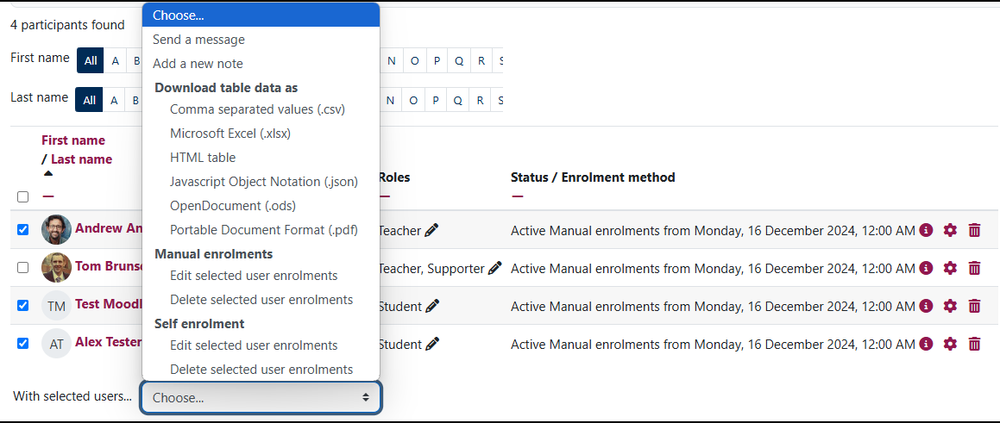 4 participants found
First name All A B N O P Q R S
Last name All A B N O P Q R S
First name
/ Last name
Roles
Status / Enrolment method
Andrew An
Teacher
Active Manual enrolments from Monday, 16 December 2024, 12:00 AM
Tom Bruns
Teacher, Supporter
Active Manual enrolments from Monday, 16 December 2024, 12:00 AM
TM
Test Mood
Student
Active Manual enrolments from Monday, 16 December 2024, 12:00 AM
AT
Alex Tester
Student
Active Manual enrolments from Monday, 16 December 2024, 12:00 AM
Choose...
Send a message
Add a new note
Download table data as
Comma separated values (.csv)
Microsoft Excel (.xlsx)
HTML table
Javascript Object Notation (.json)
OpenDocument (.ods)
Portable Document Format (.pdf)
Manual enrolments
Edit selected user enrolments
Delete selected user enrolments
Self enrolment
Edit selected user enrolments
Delete selected user enrolments
With selected users... Choose...